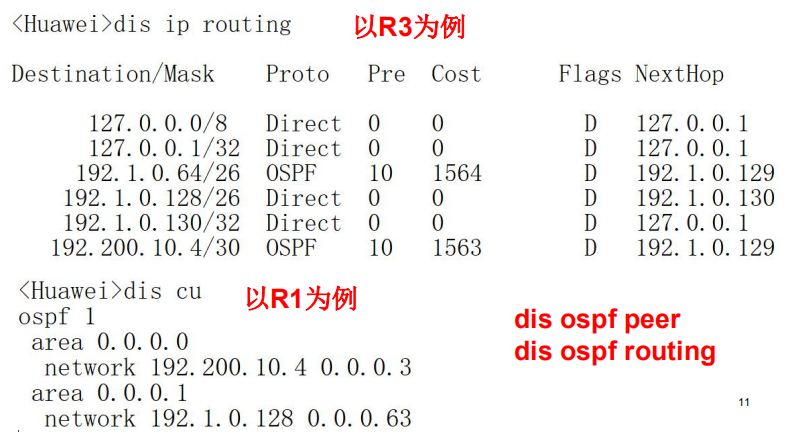 <Huawei>dis ip routing
以R3为例
Destination/Mask Proto Pre Cost Flags NextHop
127.0.0.0/8 Direct 0 0 D 127.0.0.1
127.0.0.1/32 Direct 0 0 D 127.0.0.1
192.1.0.64/26 OSPF 10 1564 D 192.1.0.129
192.1.0.128/26 Direct 0 0 D 192.1.0.130
192.1.0.130/32 Direct 0 0 D 127.0.0.1
192.200.10.4/30 OSPF 10 1563 D 192.1.0.129
<Huawei>dis cu
以R1为例
ospf 1
area 0.0.0.0
network 192.200.10.4 0.0.0.3
area 0.0.0.1
network 192.1.0.128 0.0.0.63
dis ospf peer
dis ospf routing
11